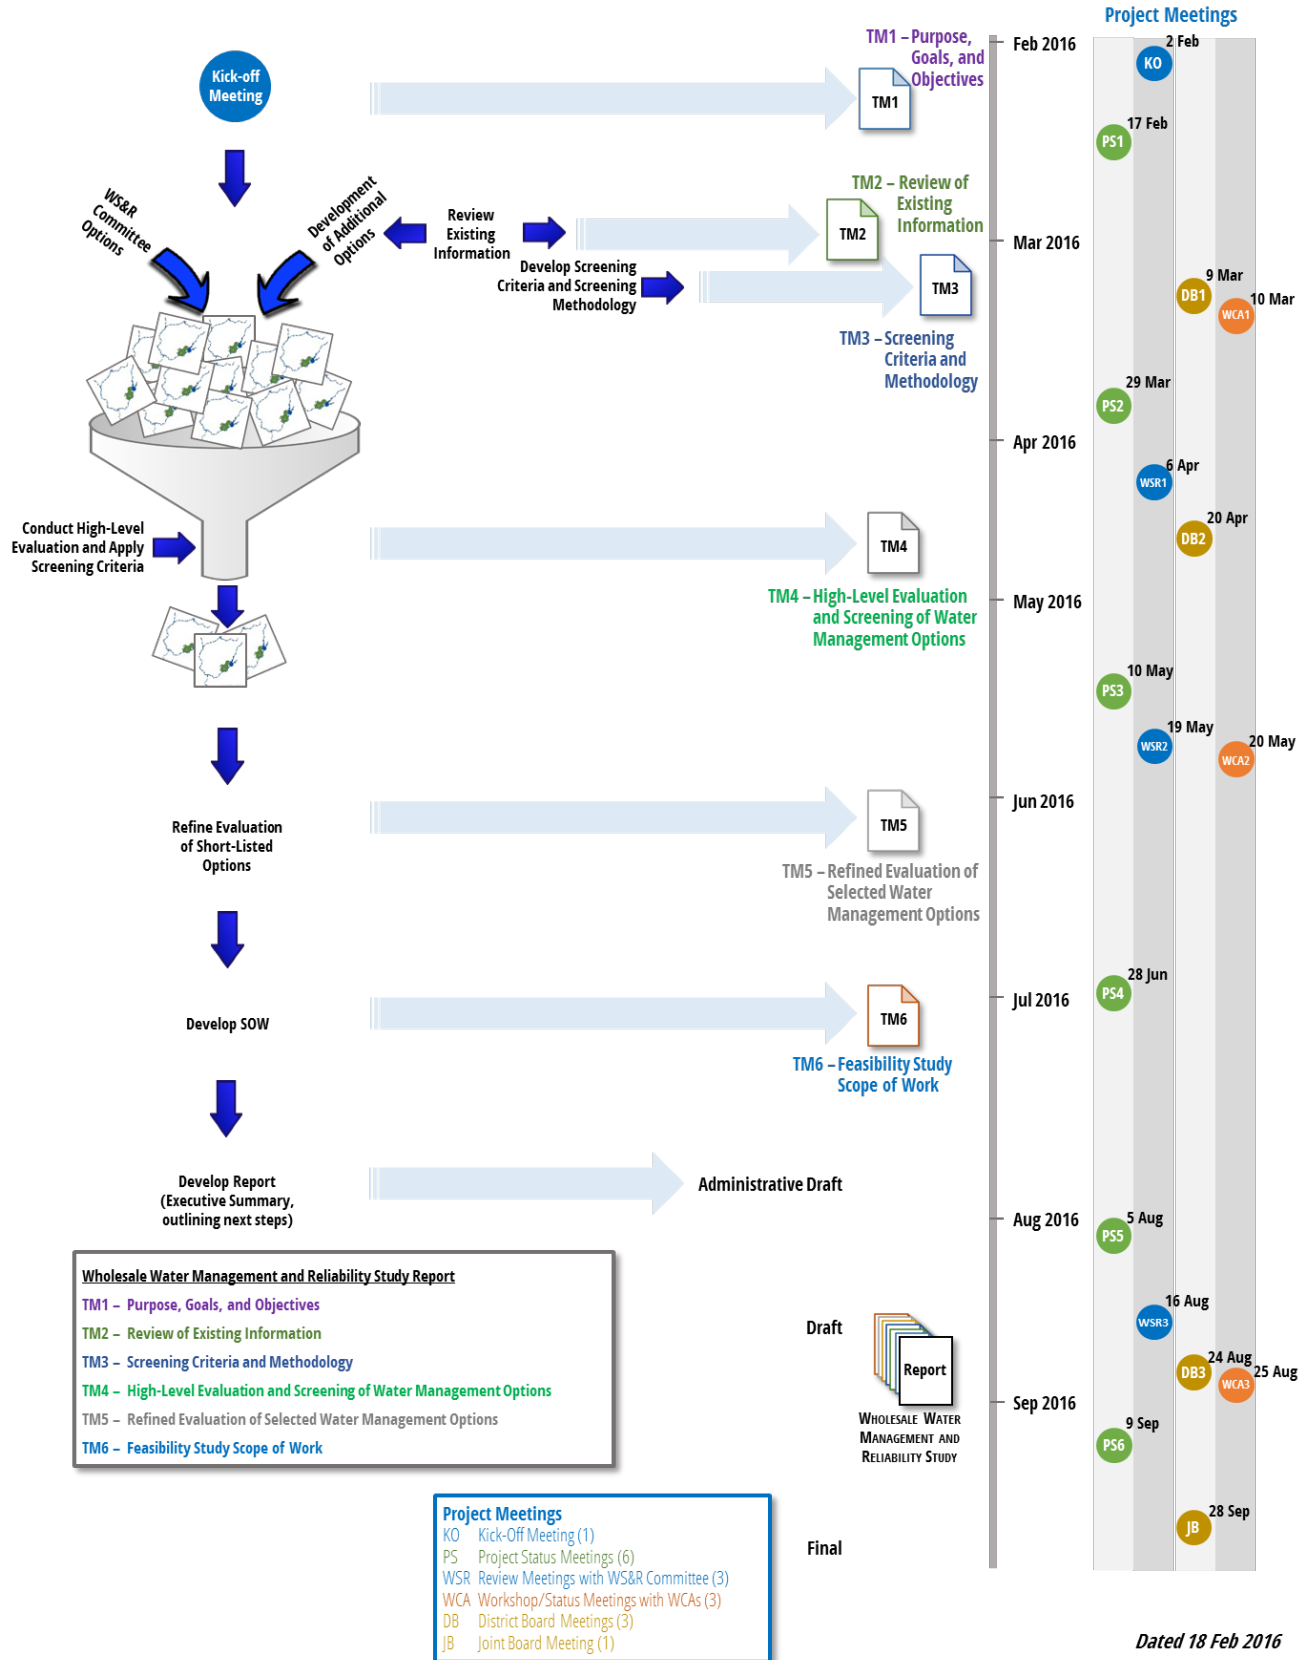 Project Meetings
Kick-off
Meeting
TM1 – Purpose,
Goals, and
Objectives
TM1
Feb 2016
2 Feb
KO
17 Feb
PS1
WS&R
Committee
Options
Development
of Additional
Options
Review
Existing
Information
TM2 – Review of
Existing
Information
TM2
Mar 2016
Develop Screening
Criteria and Screening
Methodology
TM3
TM3 – Screening
Criteria and
Methodology
9 Mar
DB1
10 Mar
WCA1
29 Mar
PS2
Apr 2016
6 Apr
WSR1
20 Apr
DB2
Conduct High-Level
Evaluation and Apply
Screening Criteria
TM4
TM4 – High-Level Evaluation
and Screening of Water
Management Options
May 2016
10 May
PS3
19 May
WSR2
20 May
WCA2
Jun 2016
Refine Evaluation
of Short-Listed
Options
TM5
TM5 – Refined Evaluation of
Selected Water
Management Options
28 Jun
PS4
Jul 2016
Develop SOW
TM6
TM6 – Feasibility Study
Scope of Work
Develop Report
(Executive Summary,
outlining next steps)
Administrative Draft
Aug 2016
5 Aug
PS5
16 Aug
WSR3
24 Aug
DB3
25 Aug
WCA3
Draft
Report
Wholesale Water
Management and
Reliability Study
Sep 2016
9 Sep
PS6
28 Sep
JB
Final
Wholesale Water Management and Reliability Study Report
TM1 – Purpose, Goals, and Objectives
TM2 – Review of Existing Information
TM3 – Screening Criteria and Methodology
TM4 – High-Level Evaluation and Screening of Water Management Options
TM5 – Refined Evaluation of Selected Water Management Options
TM6 – Feasibility Study Scope of Work
Project Meetings
KO Kick-Off Meeting (1)
PS Project Status Meetings (6)
WSR Review Meetings with WS&R Committee (3)
WCA Workshop/Status Meetings with WCAs (3)
DB District Board Meetings (3)
JB Joint Board Meeting (1)
Dated 18 Feb 2016